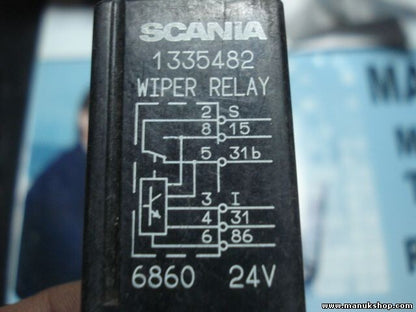 SCANIA
1335482
WIPER RELAY
2 S
8 15
5 31b
3 I
4 31
6 86
6860 24V
MA
www.manukshop.com